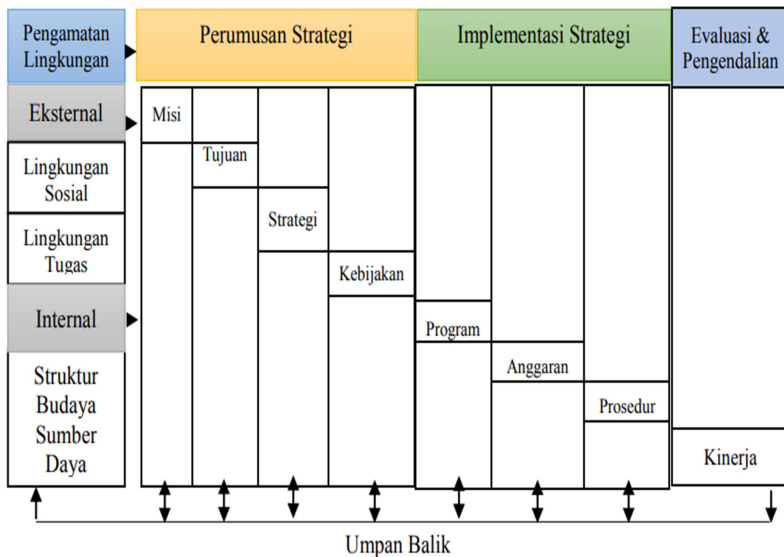 Pengamatan
Lingkungan
Perumusan Strategi
Implementasi Strategi
Evaluasi &
Pengendalian
Eksternal
Lingkungan
Sosial
Lingkungan
Tugas
Internal
Struktur
Budaya
Sumber
Daya
Misi
Tujuan
Strategi
Kebijakan
Program
Anggaran
Prosedur
Kinerja
Umpan Balik